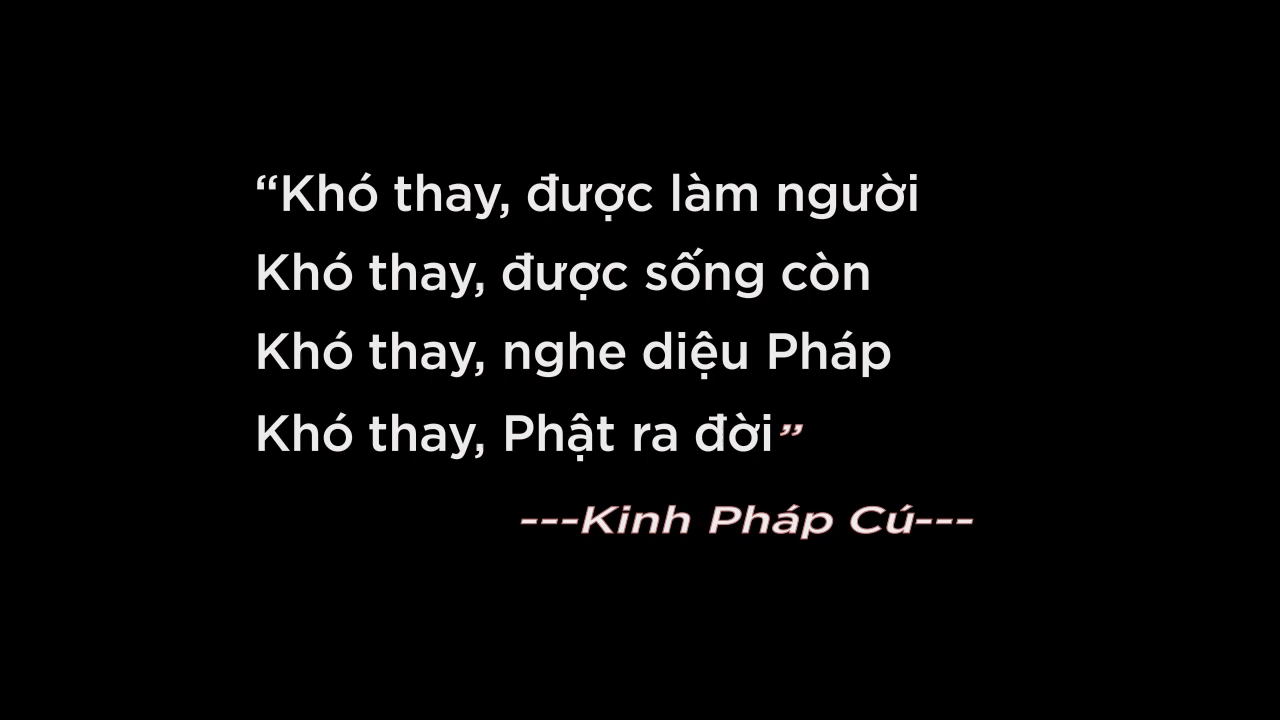 “Khó thay, được làm người
Khó thay, được sống còn
Khó thay, nghe diệu Pháp
Khó thay, Phật ra đời”
---Kinh Pháp Cú---